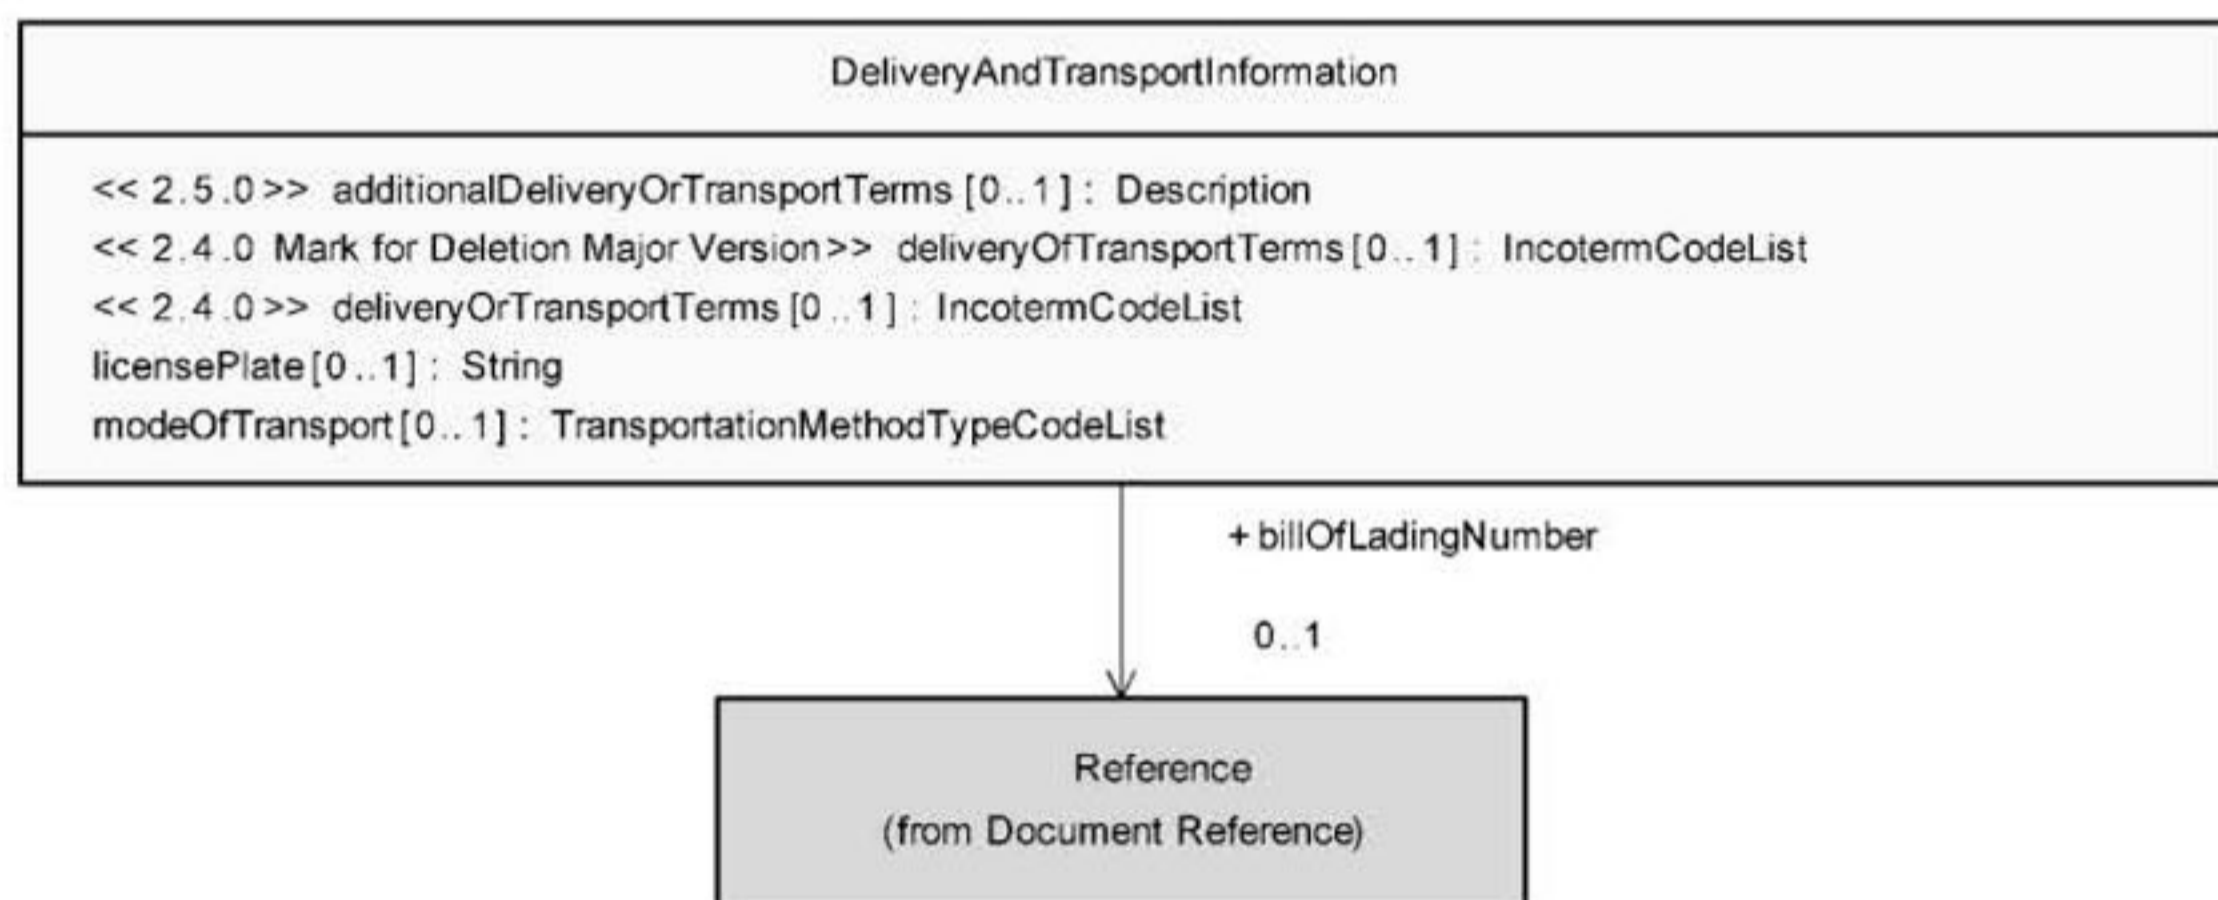 DeliveryAndTransportInformation
<< 2.5.0>> additionalDeliveryOrTransportTerms [0..1] : Description
<< 2.4.0 Mark for Deletion Major Version>> deliveryOfTransportTerms[0..1] : IncotermCodeList
<< 2.4.0>> deliveryOrTransportTerms [0..1] : IncotermCodeList
licensePlate[0..1] : String
modeOfTransport[0..1] : TransportationMethodTypeCodeList
+ billOfLadingNumber
0..1
Reference
(from Document Reference)